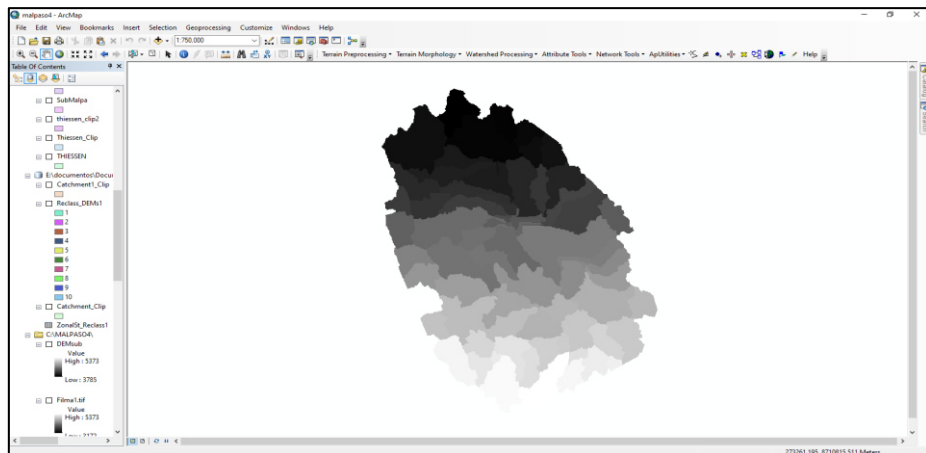 malpaso4 - ArcMap
File Edit View Bookmarks Insert Selection Geoprocessing Customize Windows Help
1:750.000
Terrain Preprocessing Terrain Morphology Watershed Processing Attribute Tools Network Tools ApUtilities Help
Table Of Contents
SubMalpa
thiessen_clip2
Thiessen_Clip
THIESSEN
E:\documentos\Docu
Catchment1_Clip
Reclass_DEMs1
1
2
3
4
5
6
7
8
9
10
Catchment_Clip
ZonalSt_Reclass1
C:\MALPASO4\
DEMsub
Value
High : 5373
Low : 3785
Filma1.tif
Value
High : 5373